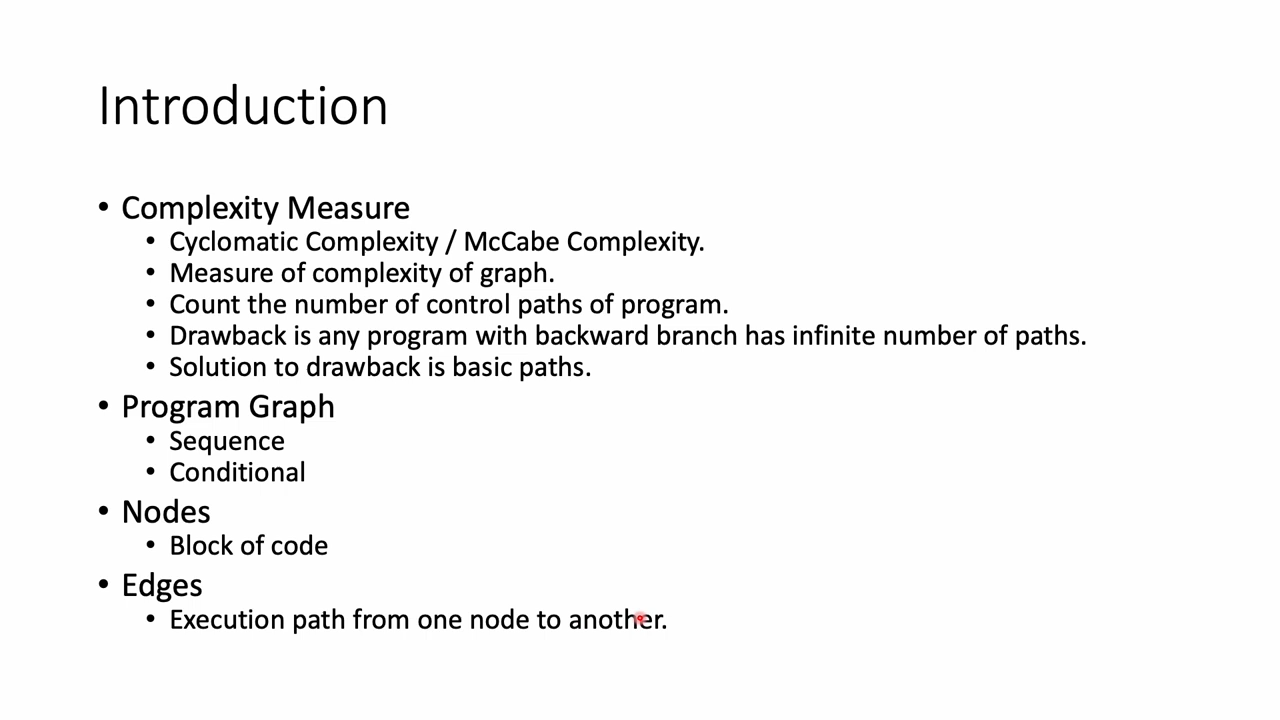 Introduction
• Complexity Measure
• Cyclomatic Complexity / McCabe Complexity.
• Measure of complexity of graph.
• Count the number of control paths of program.
• Drawback is any program with backward branch has infinite number of paths.
• Solution to drawback is basic paths.
• Program Graph
• Sequence
• Conditional
• Nodes
• Block of code
• Edges
• Execution path from one node to another.